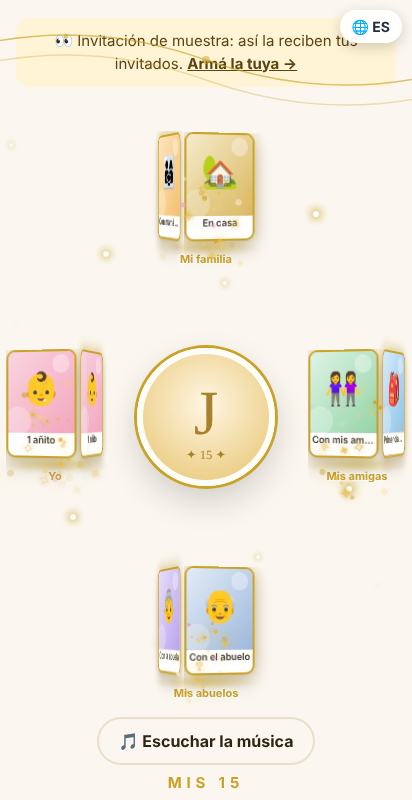 ES
👀 Invitación de muestra: así la reciben tus
invitados. Armá la tuya →
En casa
Mi familia
J
✦ 15 ✦
1 añito
Yo
Con mis am...
Mis amigas
Con el abuelo
Mis abuelos
🎵 Escuchar la música
MIS 15